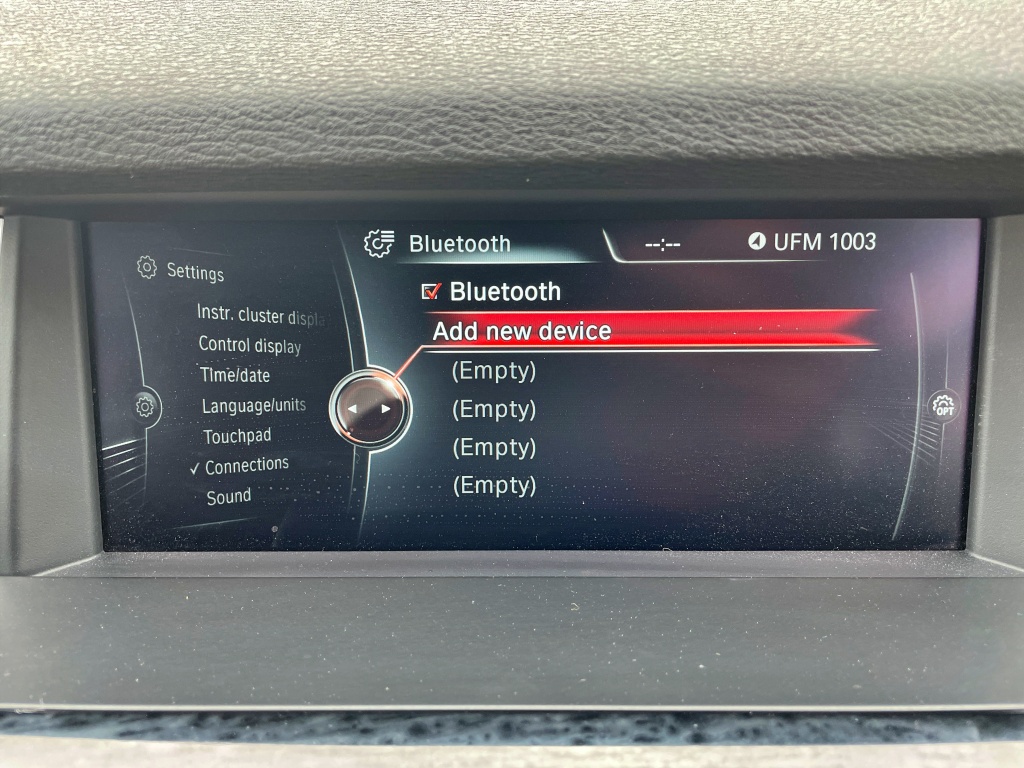 Bluetooth
--:--
UFM 1003
Settings
Instr. cluster displa
Control display
Time/date
Language/units
Touchpad
✓ Connections
Sound
Bluetooth
Add new device
(Empty)
(Empty)
(Empty)
(Empty)
OPT